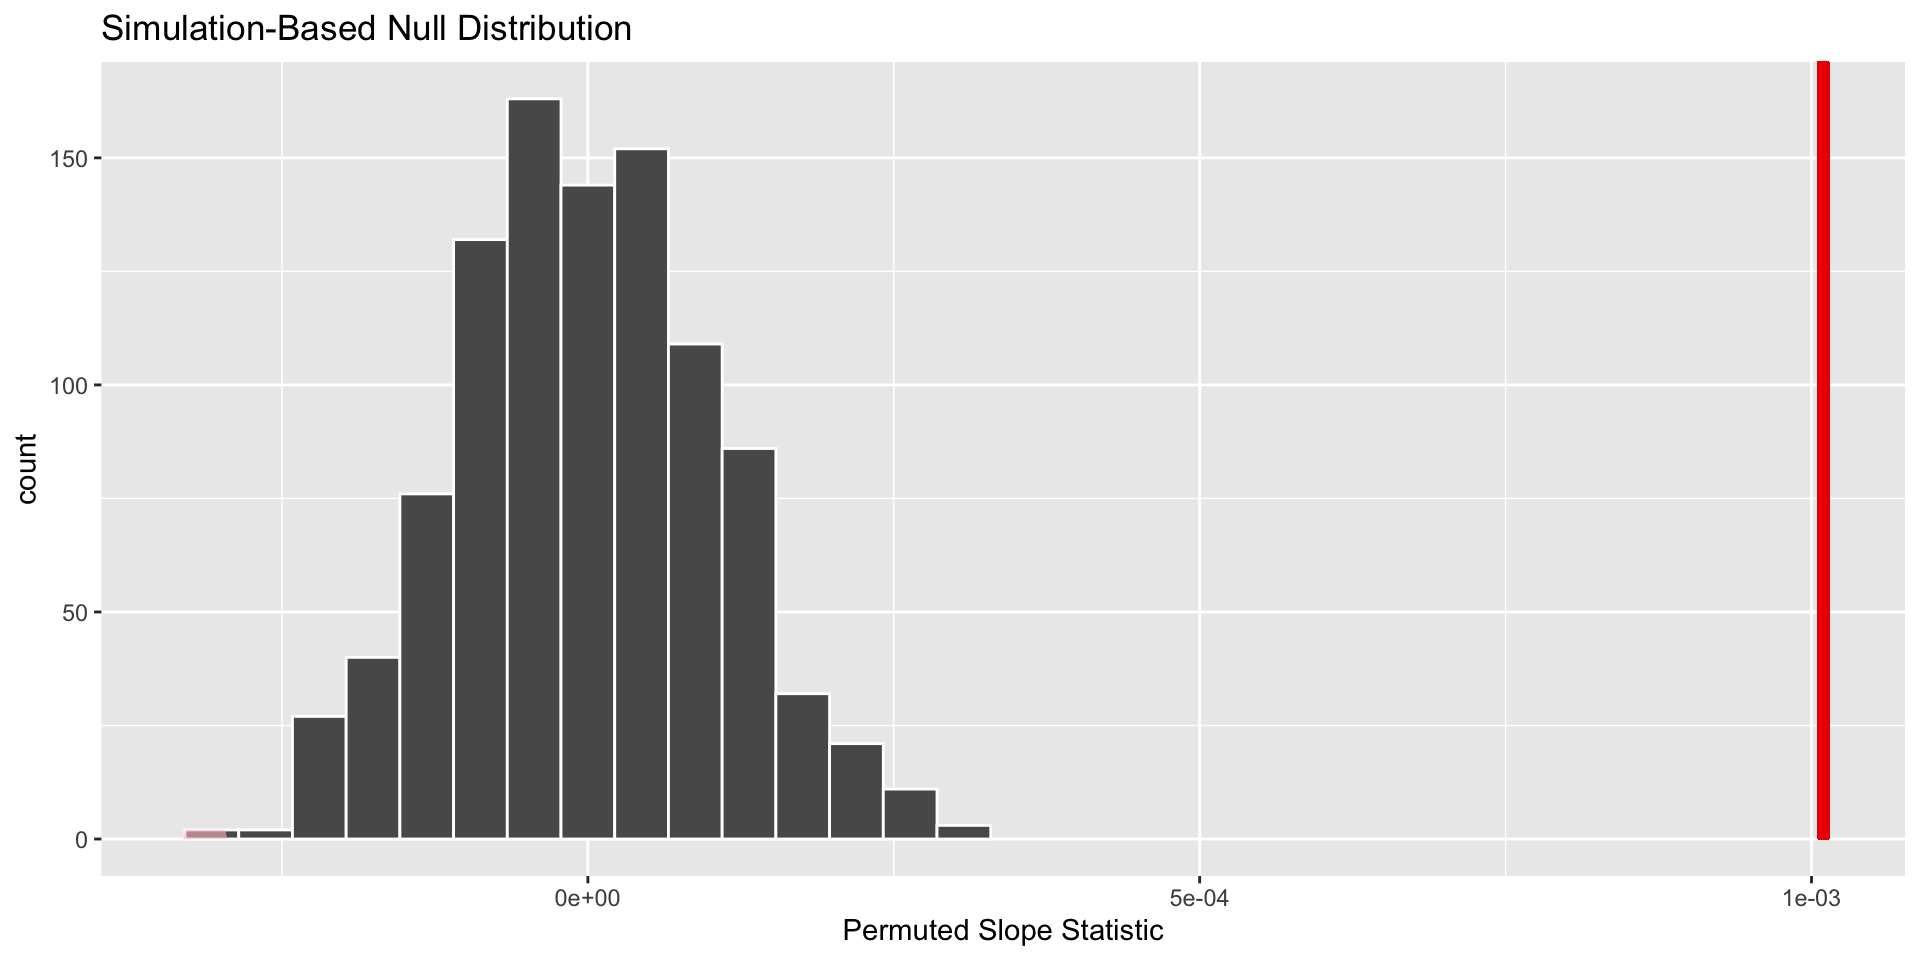 Simulation-Based Null Distribution
150
100
50
0
count
0e+00
5e-04
1e-03
Permuted Slope Statistic